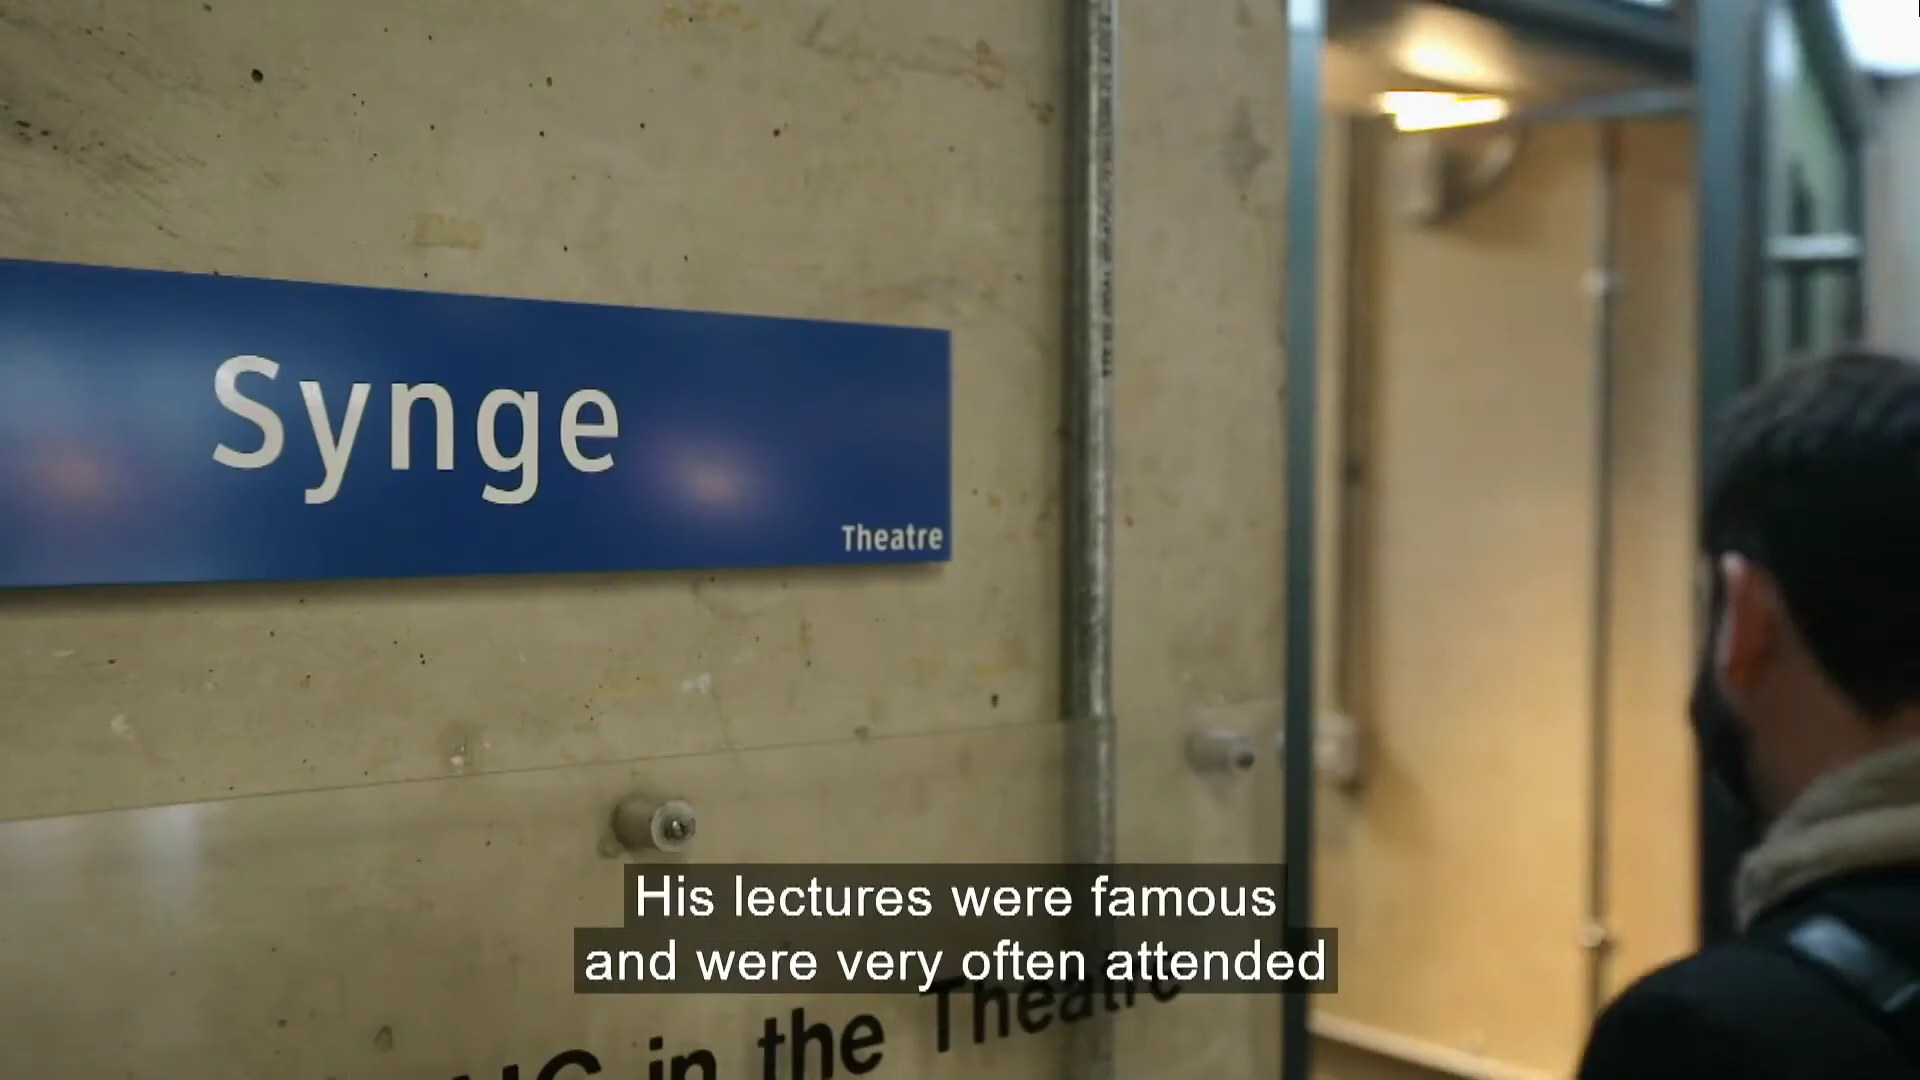 Synge
Theatre
in the Theatre
His lectures were famous
and were very often attended